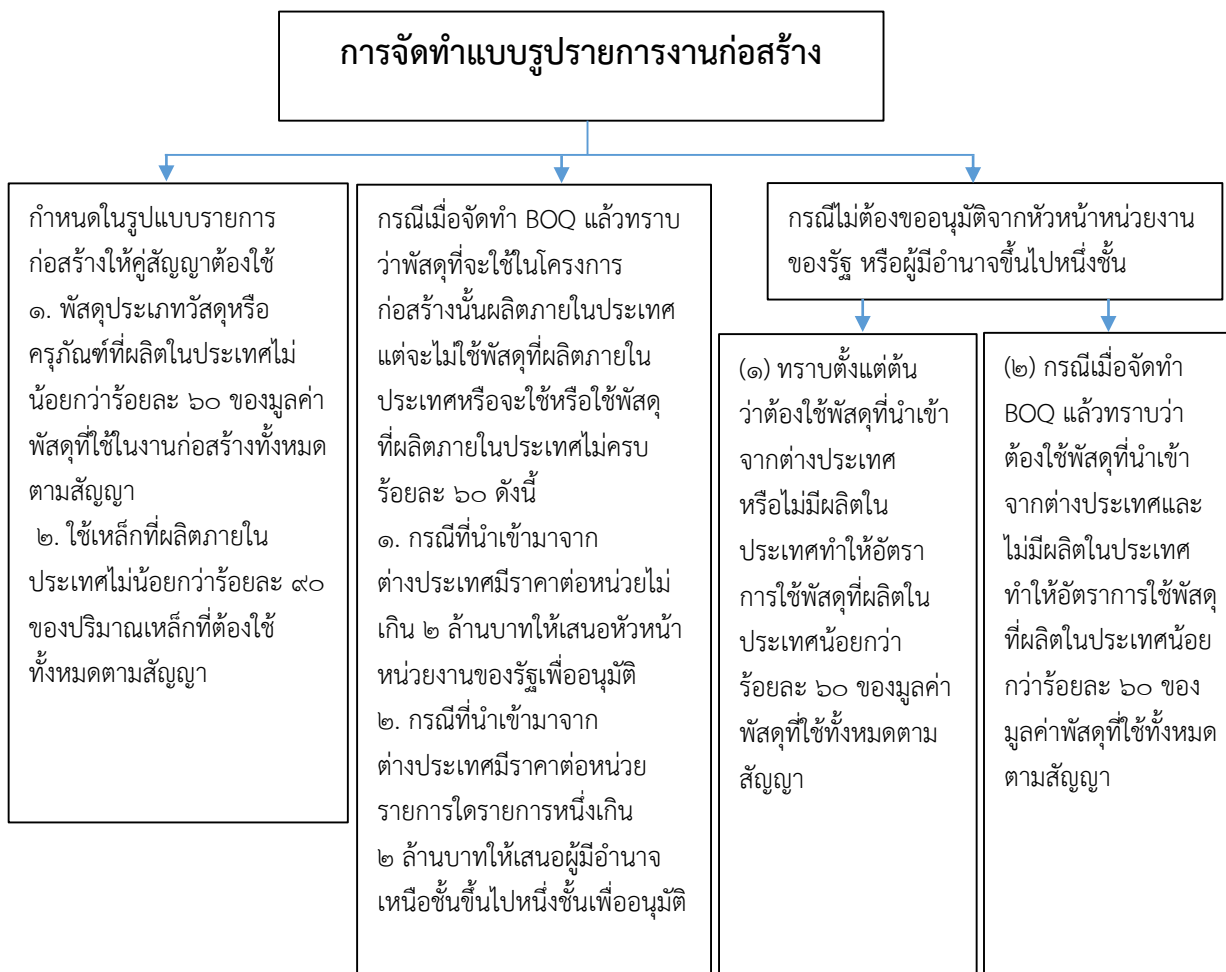 การจัดทำแบบรูปรายการงานก่อสร้าง
กำหนดในรูปแบบรายการ
ก่อสร้างให้คู่สัญญาต้องใช้
๑. พัสดุประเภทวัสดุหรือ
ครุภัณฑ์ที่ผลิตในประเทศไม่
น้อยกว่าร้อยละ ๖๐ ของมูลค่า
พัสดุที่ใช้ในงานก่อสร้างทั้งหมด
ตามสัญญา
๒. ใช้เหล็กที่ผลิตภายใน
ประเทศไม่น้อยกว่าร้อยละ ๙๐
ของปริมาณเหล็กที่ต้องใช้
ทั้งหมดตามสัญญา
กรณีเมื่อจัดทำ BOQ แล้วทราบ
ว่าพัสดุที่จะใช้ในโครงการ
ก่อสร้างนั้นผลิตภายในประเทศ
แต่จะไม่ใช้พัสดุที่ผลิตภายใน
ประเทศหรือจะใช้หรือใช้พัสดุ
ที่ผลิตภายในประเทศไม่ครบ
ร้อยละ ๖๐ ดังนี้
๑. กรณีที่นำเข้ามาจาก
ต่างประเทศมีราคาต่อหน่วยไม่
เกิน ๒ ล้านบาทให้เสนอหัวหน้า
หน่วยงานของรัฐเพื่ออนุมัติ
๒. กรณีที่นำเข้ามาจาก
ต่างประเทศมีราคาต่อหน่วย
รายการใดรายการหนึ่งเกิน
๒ ล้านบาทให้เสนอผู้มีอำนาจ
เหนือชั้นขึ้นไปหนึ่งชั้นเพื่ออนุมัติ
กรณีไม่ต้องขออนุมัติจากหัวหน้าหน่วยงาน
ของรัฐ หรือผู้มีอำนาจขึ้นไปหนึ่งชั้น
(๑) ทราบตั้งแต่ต้น
ว่าต้องใช้พัสดุที่นำเข้า
จากต่างประเทศ
หรือไม่มีผลิตใน
ประเทศทำให้อัตรา
การใช้พัสดุที่ผลิตใน
ประเทศน้อยกว่า
ร้อยละ ๖๐ ของมูลค่า
พัสดุที่ใช้ทั้งหมดตาม
สัญญา
(๒) กรณีเมื่อจัดทำ
BOQ แล้วทราบว่า
ต้องใช้พัสดุที่นำเข้า
จากต่างประเทศและ
ไม่มีผลิตในประเทศ
ทำให้อัตราการใช้พัสดุ
ที่ผลิตในประเทศน้อย
กว่าร้อยละ ๖๐ ของ
มูลค่าพัสดุที่ใช้ทั้งหมด
ตามสัญญา